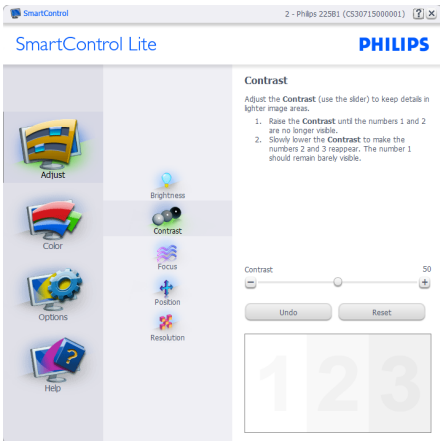 SmartControl
2 - Philips 225B1 (CS30715000001)
SmartControl Lite
PHILIPS
Adjust
Color
Options
Help
Brightness
Contrast
Focus
Position
Resolution
Contrast
Adjust the Contrast (use the slider) to keep details in
lighter image areas.
1. Raise the Contrast until the numbers 1 and 2
are no longer visible.
2. Slowly lower the Contrast to make the
numbers 2 and 3 reappear. The number 1
should remain barely visible.
Contrast 50
Undo Reset
1 2 3